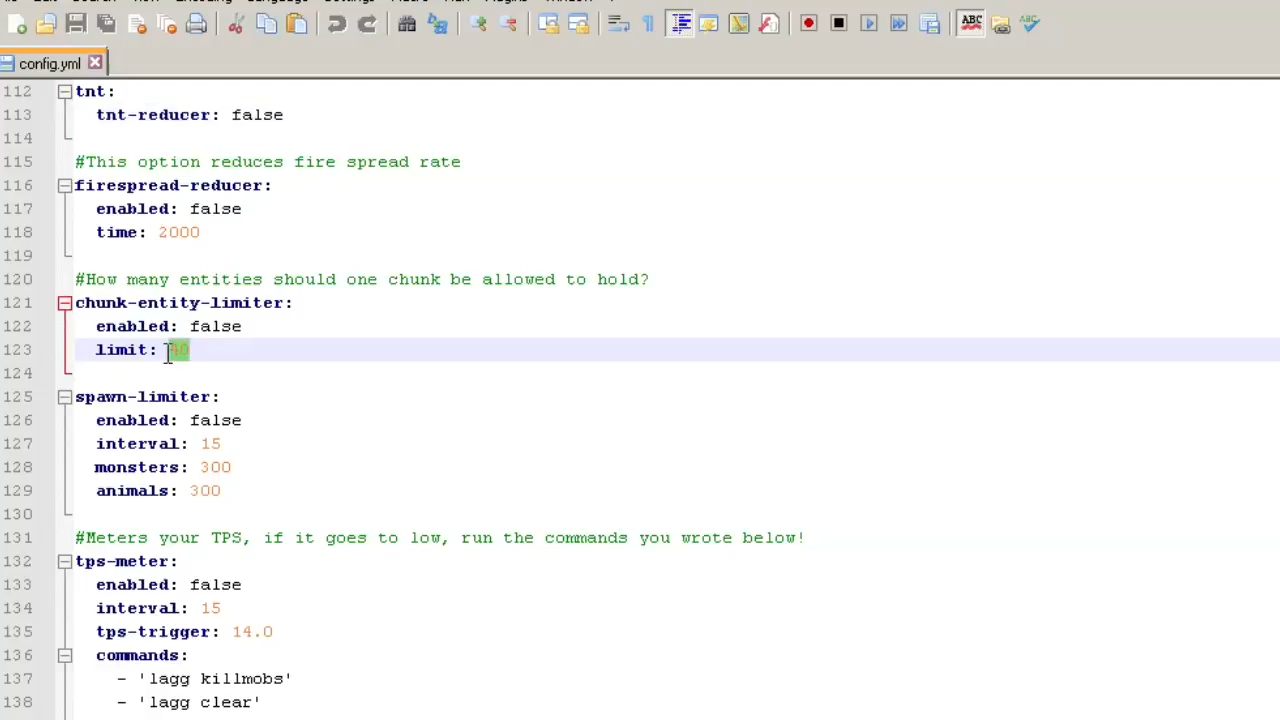 config.yml
112 tnt:
113 tnt-reducer: false
114
115 #This option reduces fire spread rate
116 firespread-reducer:
117 enabled: false
118 time: 2000
119
120 #How many entities should one chunk be allowed to hold?
121 chunk-entity-limiter:
122 enabled: false
123 limit: 40
124
125 spawn-limiter:
126 enabled: false
127 interval: 15
128 monsters: 300
129 animals: 300
130
131 #Meters your TPS, if it goes to low, run the commands you wrote below!
132 tps-meter:
133 enabled: false
134 interval: 15
135 tps-trigger: 14.0
136 commands:
137 - 'lagg killmobs'
138 - 'lagg clear'